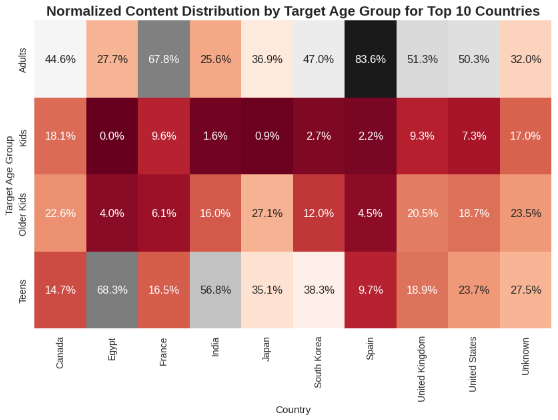 Normalized Content Distribution by Target Age Group for Top 10 Countries
Target Age Group
Adults 44.6% 27.7% 67.8% 25.6% 36.9% 47.0% 83.6% 51.3% 50.3% 32.0%
Kids 18.1% 0.0% 9.6% 1.6% 0.9% 2.7% 2.2% 9.3% 7.3% 17.0%
Older Kids 22.6% 4.0% 6.1% 16.0% 27.1% 12.0% 4.5% 20.5% 18.7% 23.5%
Teens 14.7% 68.3% 16.5% 56.8% 35.1% 38.3% 9.7% 18.9% 23.7% 27.5%
Canada Egypt France India Japan South Korea Spain United Kingdom United States Unknown
Country